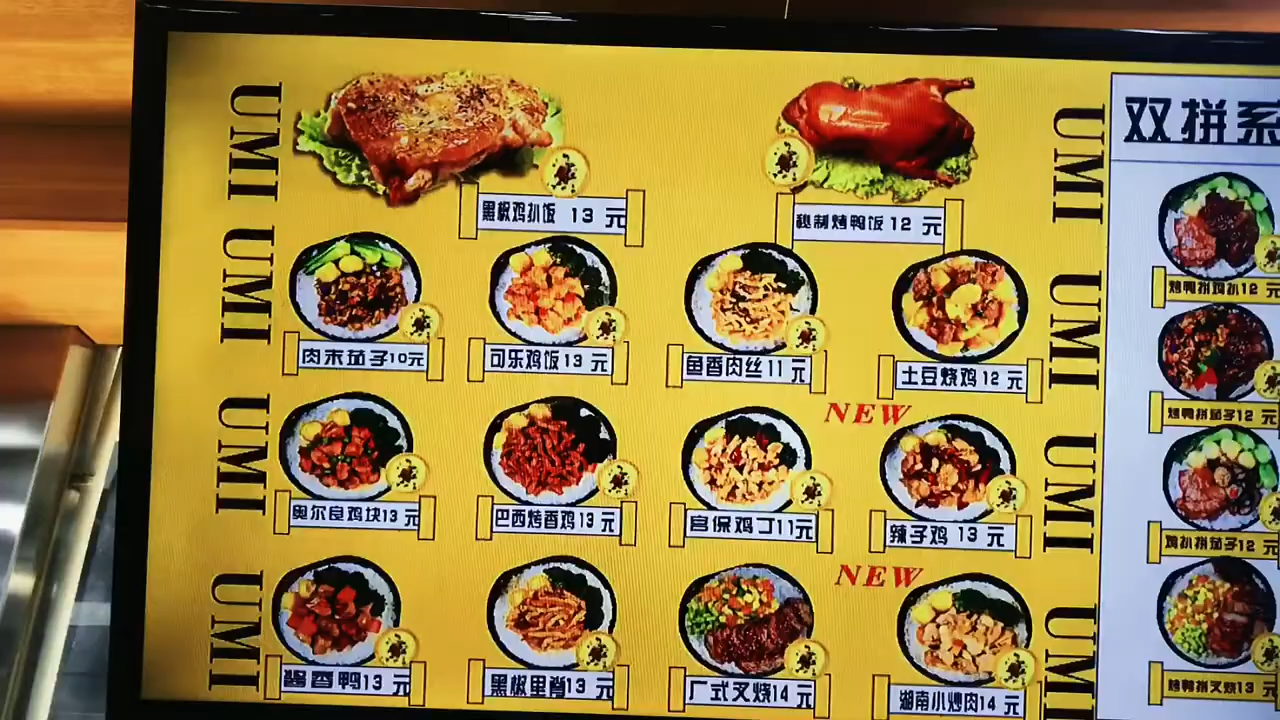 UMI
UMI
UMI
UMI
黑椒鸡扒饭 13 元
秘制烤鸭饭 12 元
肉末茄子10元
可乐鸡饭 13 元
鱼香肉丝 11 元
土豆烧鸡 12 元
NEW
奥尔良鸡块13 元
巴西烤香鸡 13 元
宫保鸡丁11元
辣子鸡 13 元
NEW
酱香鸭13 元
黑椒里脊13 元
广式叉烧14 元
湖南小炒肉14 元
UMI
UMI
UMI
UMI
双拼系
烤鸭拼鸡扒12 元
烤鸭拼茄子12 元
鸡扒拼茄子12 元
烤鸭拼叉烧13 元